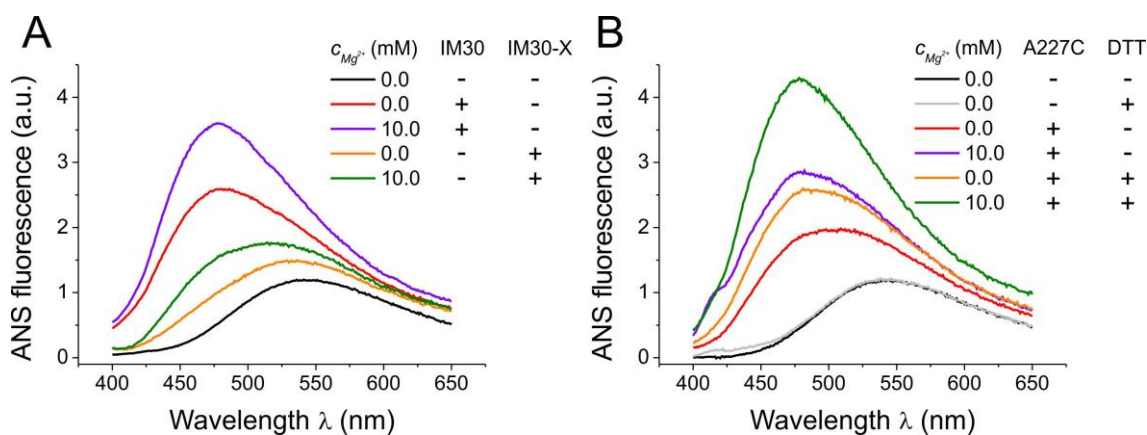 A
c_Mg²⁺ (mM) IM30 IM30-X
0.0 - -
0.0 + -
10.0 + -
0.0 - +
10.0 - +
ANS fluorescence (a.u.)
4
3
2
1
0
400 450 500 550 600 650
Wavelength λ (nm)
B
c_Mg²⁺ (mM) A227C DTT
0.0 - -
0.0 - +
0.0 + -
10.0 + -
0.0 + +
10.0 + +
ANS fluorescence (a.u.)
4
3
2
1
0
400 450 500 550 600 650
Wavelength λ (nm)